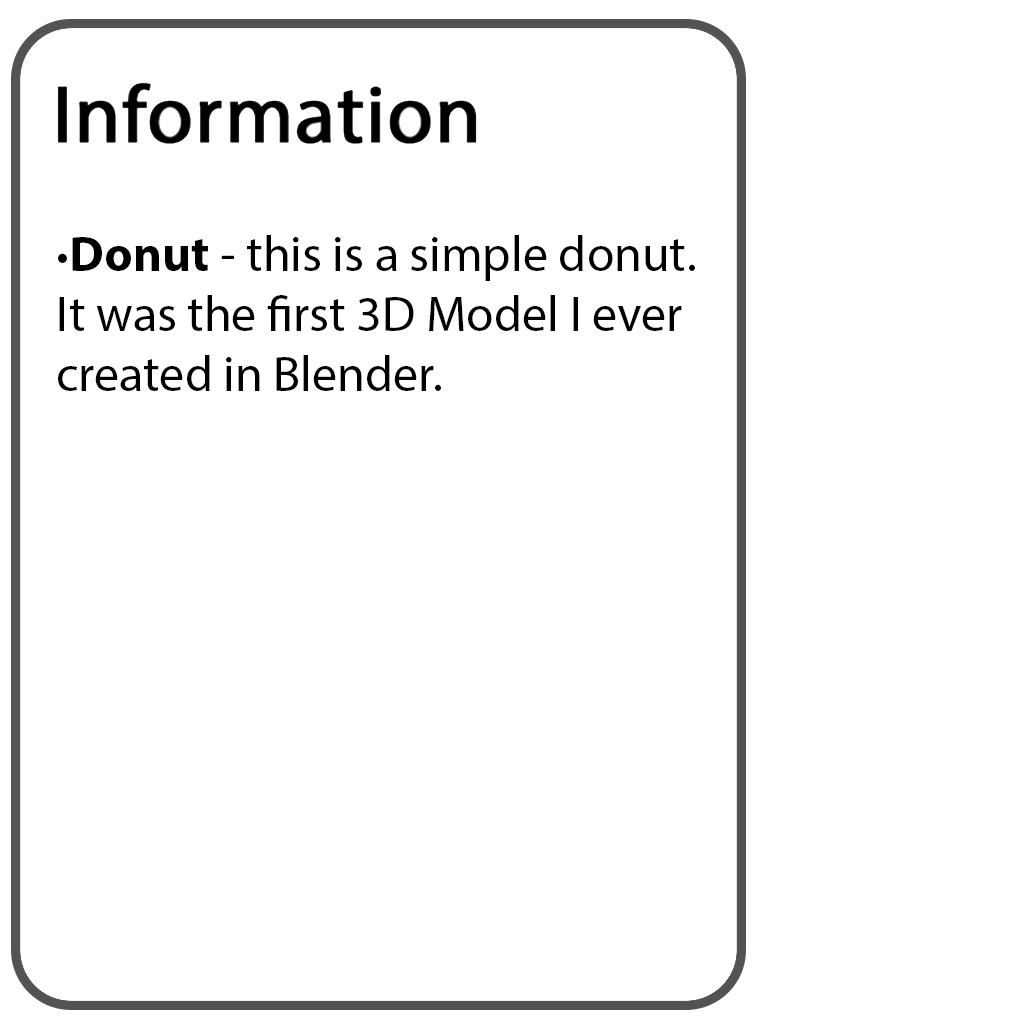 Information
•Donut - this is a simple donut.
It was the first 3D Model I ever
created in Blender.